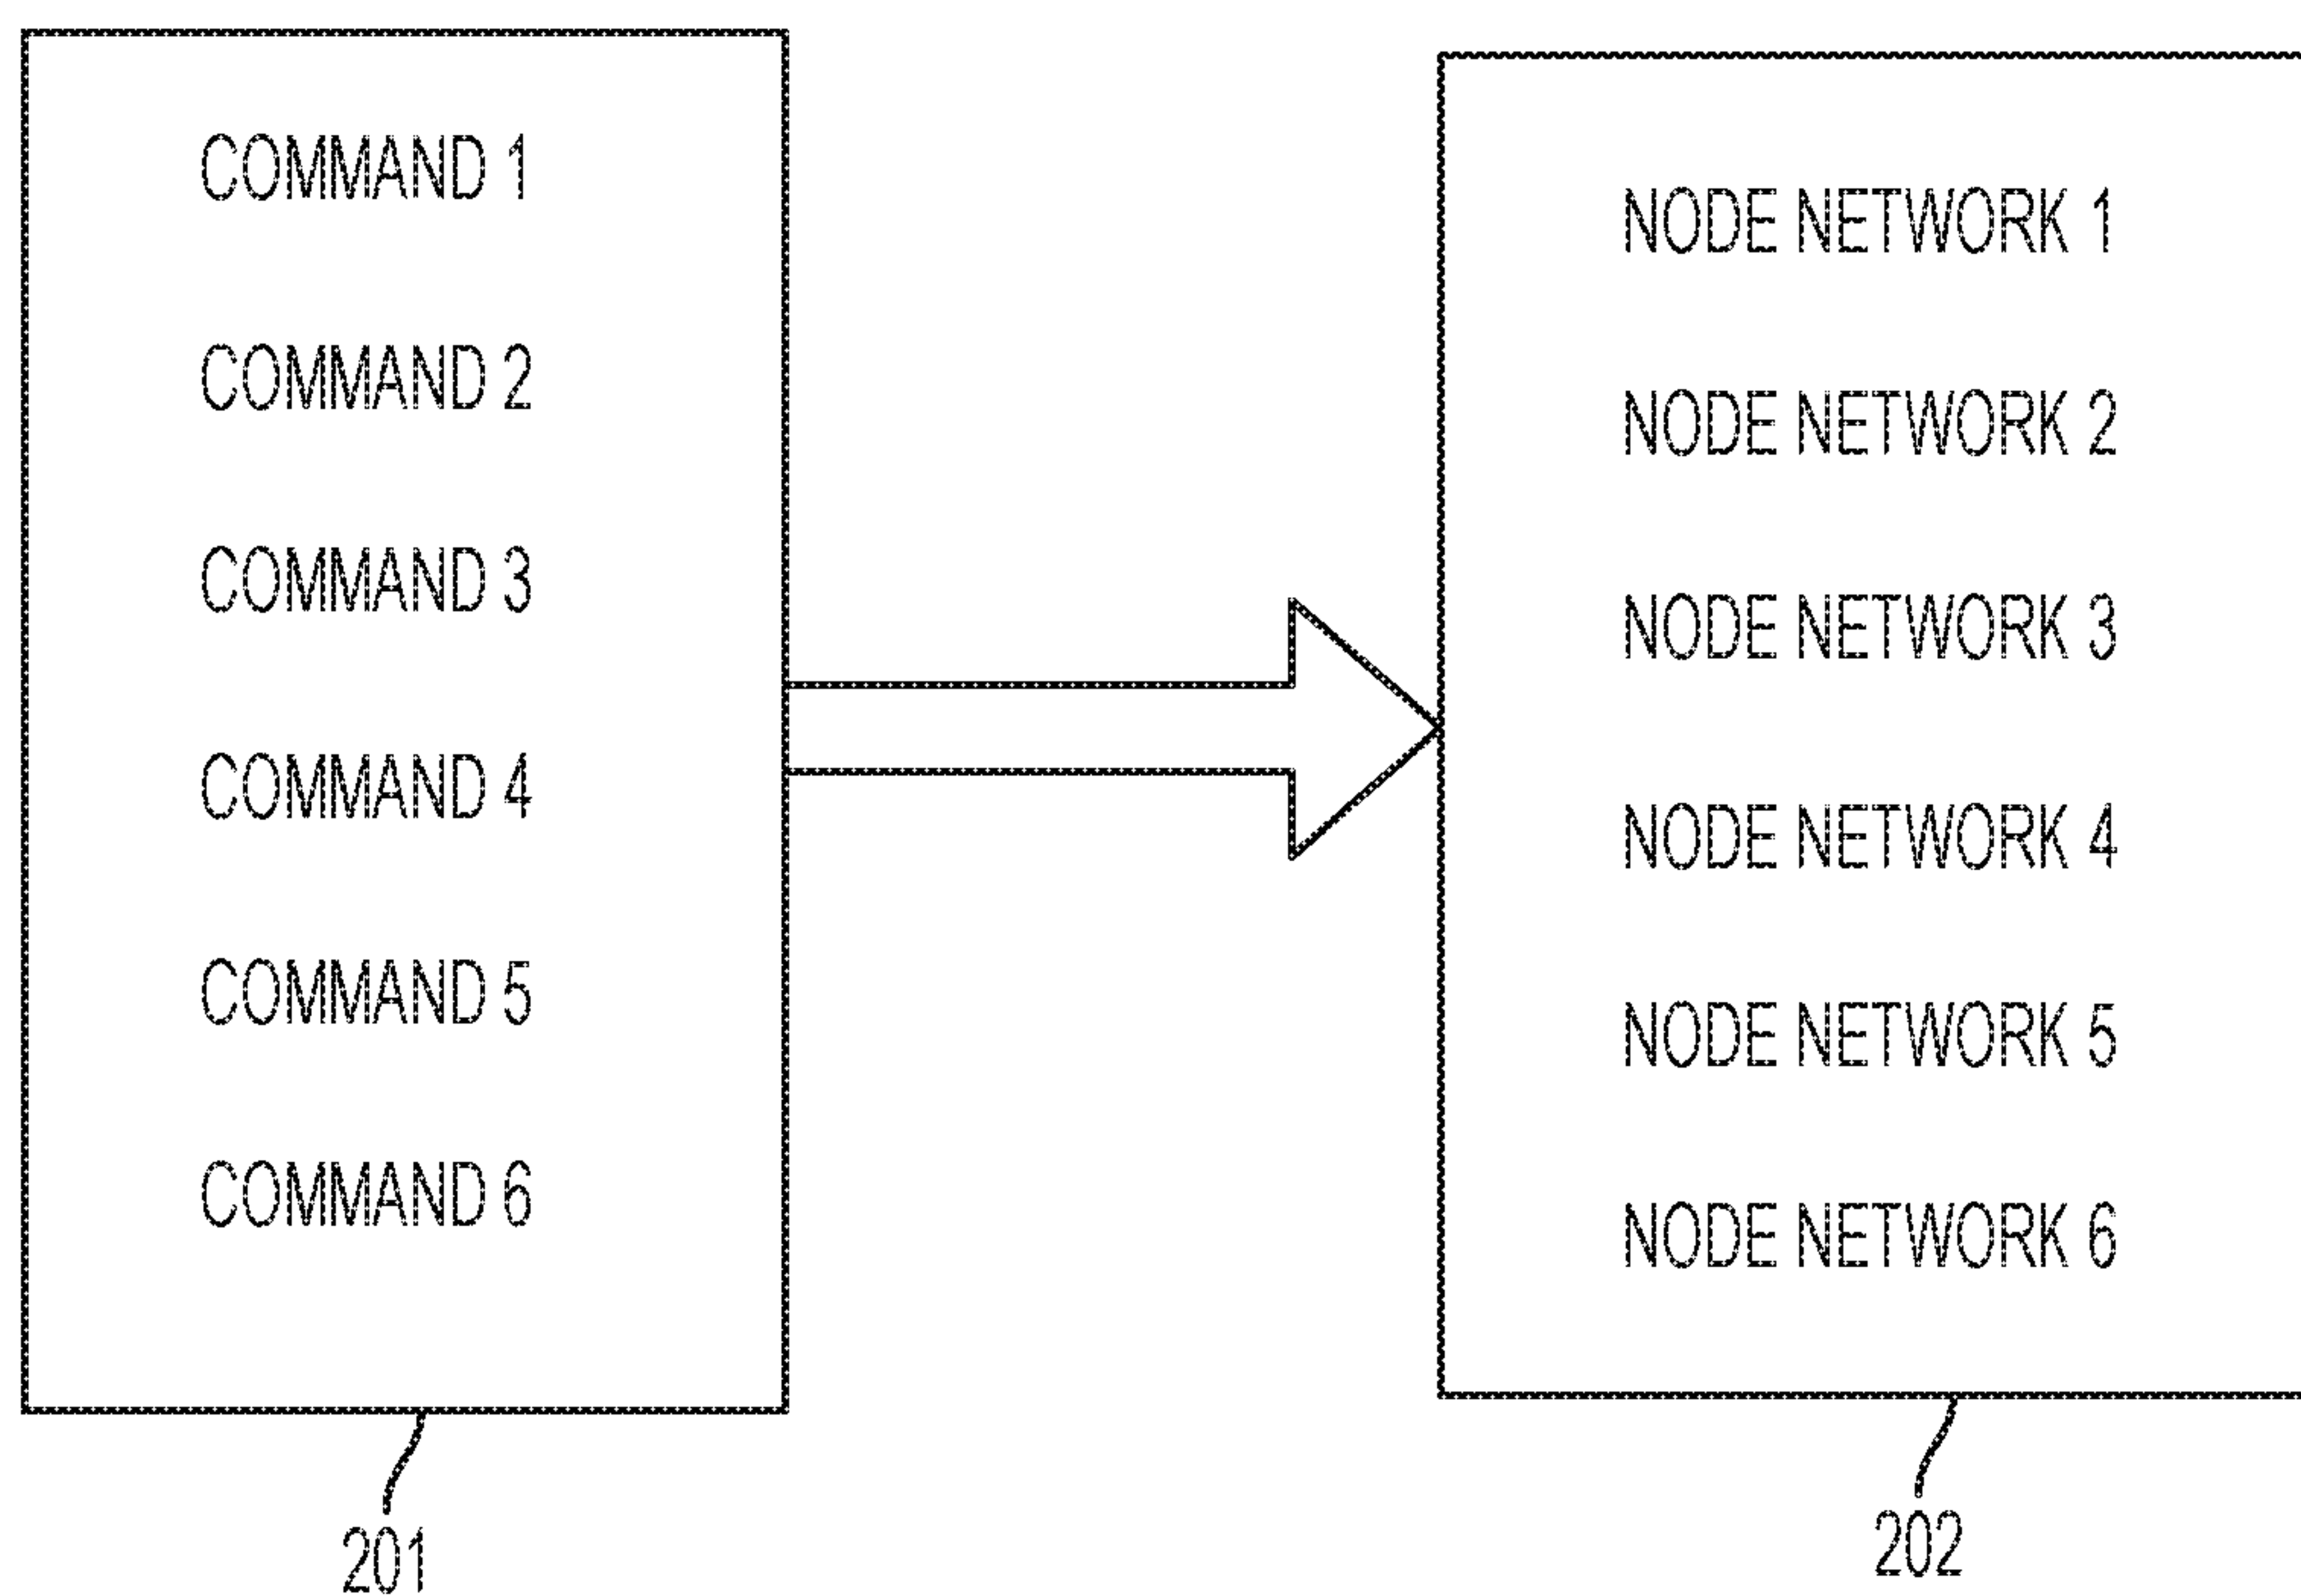 COMMAND 1
COMMAND 2
COMMAND 3
COMMAND 4
COMMAND 5
COMMAND 6
201
NODE NETWORK 1
NODE NETWORK 2
NODE NETWORK 3
NODE NETWORK 4
NODE NETWORK 5
NODE NETWORK 6
202